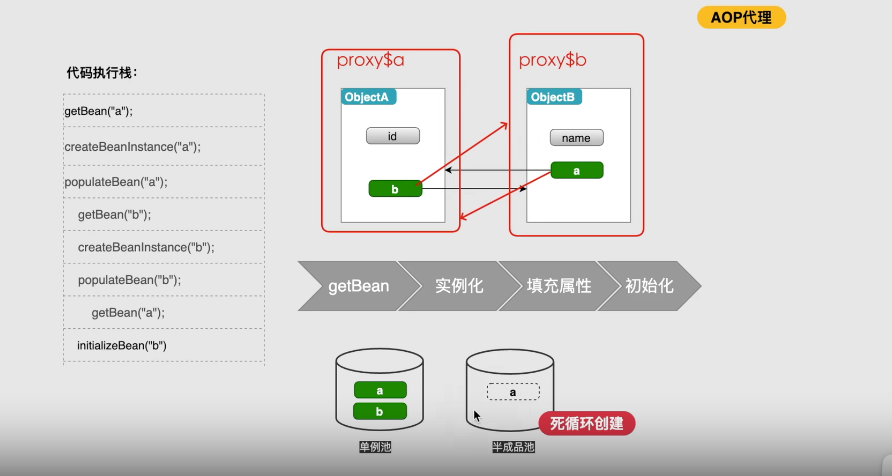 AOP代理
代码执行栈：
getBean("a");
createBeanInstance("a");
populateBean("a");
getBean("b");
createBeanInstance("b");
populateBean("b");
getBean("a");
initializeBean("b")
proxy$a
proxy$b
ObjectA
ObjectB
id
name
b
a
getBean
实例化
填充属性
初始化
a
b
a
死循环创建
单例池
半成品池